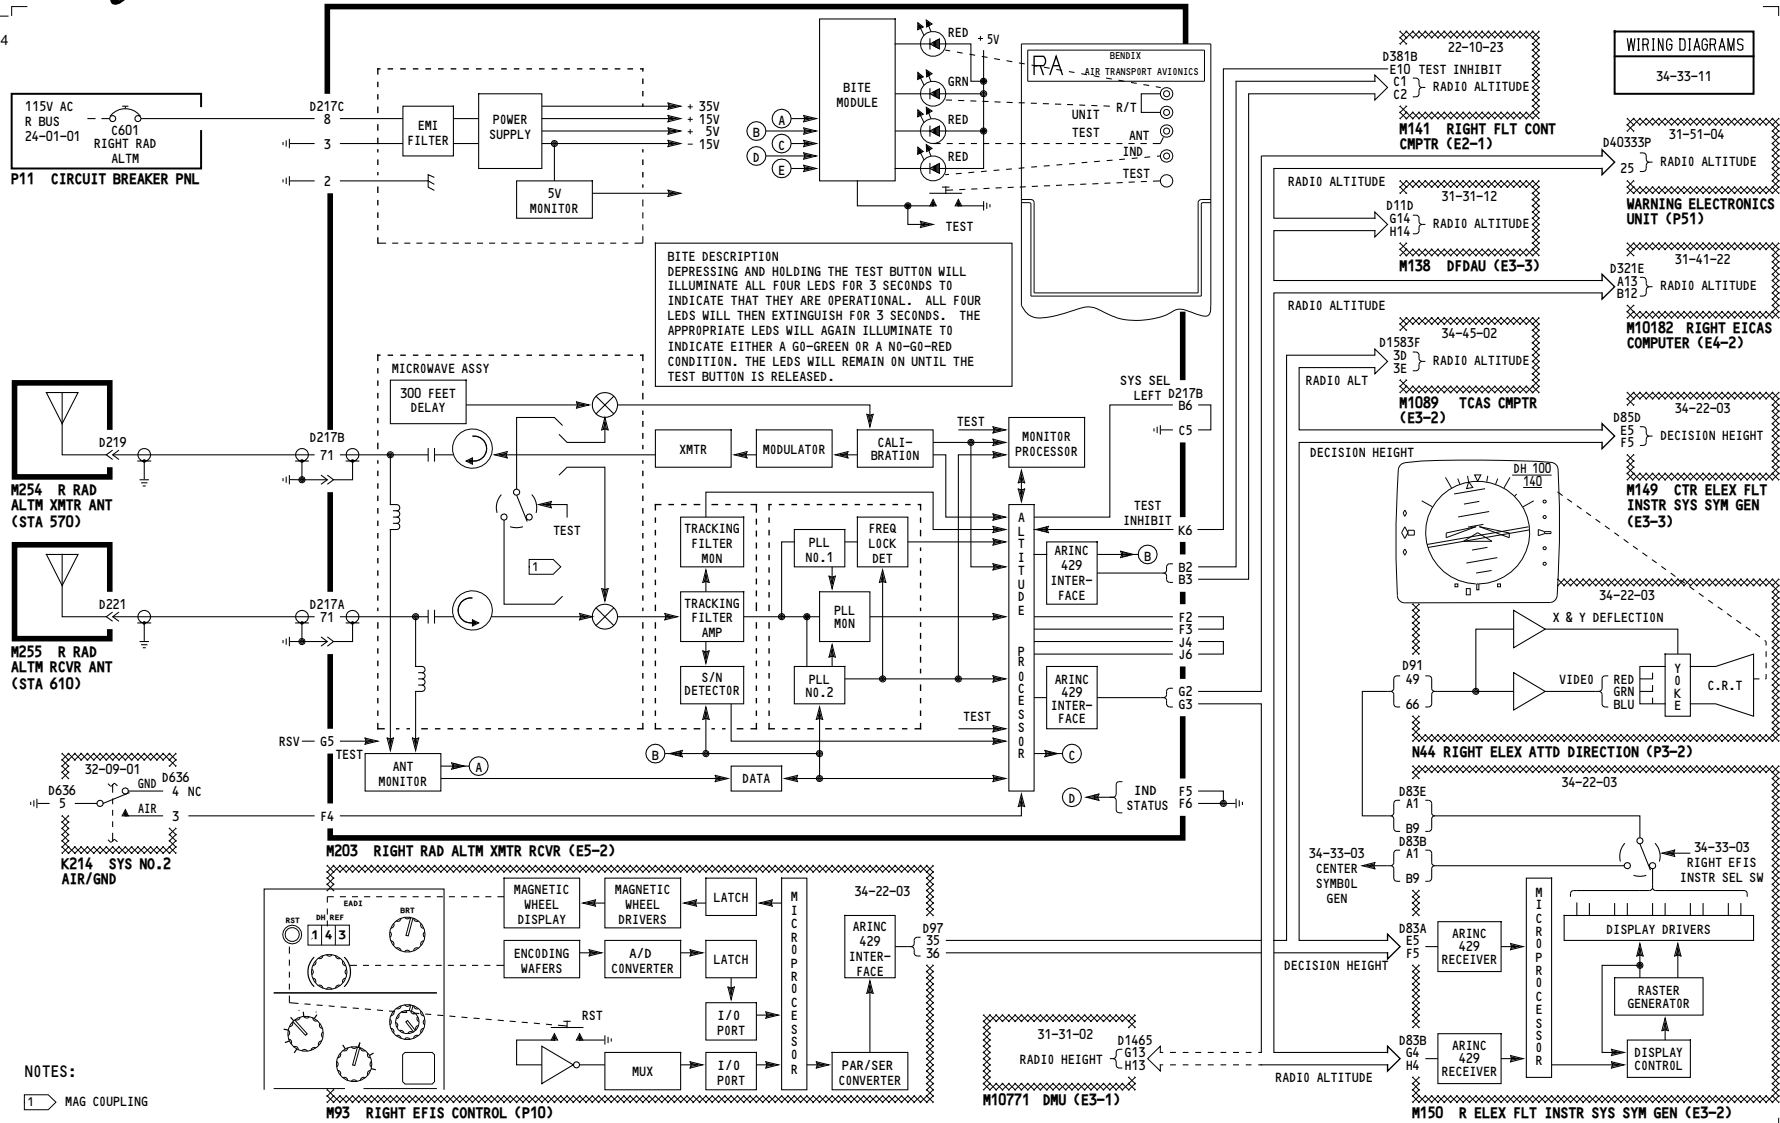 4
WIRING DIAGRAMS
34-33-11
115V AC
R BUS
24-01-01
C601
RIGHT RAD
ALTM
P11 CIRCUIT BREAKER PNL
D217C
8
3
2
EMI
FILTER
POWER
SUPPLY
+ 35V
+ 15V
+ 5V
- 15V
5V
MONITOR
A
B
C
D
E
BITE
MODULE
RED
+ 5V
GRN
RED
RED
TEST
RA
BENDIX
AIR TRANSPORT AVIONICS
R/T
UNIT
TEST
ANT
IND
TEST
BITE DESCRIPTION
DEPRESSING AND HOLDING THE TEST BUTTON WILL
ILLUMINATE ALL FOUR LEDS FOR 3 SECONDS TO
INDICATE THAT THEY ARE OPERATIONAL. ALL FOUR
LEDS WILL THEN EXTINGUISH FOR 3 SECONDS. THE
APPROPRIATE LEDS WILL AGAIN ILLUMINATE TO
INDICATE EITHER A GO-GREEN OR A NO-GO-RED
CONDITION. THE LEDS WILL REMAIN ON UNTIL THE
TEST BUTTON IS RELEASED.
22-10-23
D381B
E10 TEST INHIBIT
C1
C2
RADIO ALTITUDE
M141 RIGHT FLT CONT
CMPTR (E2-1)
31-51-04
D40333P
25
RADIO ALTITUDE
WARNING ELECTRONICS
UNIT (P51)
RADIO ALTITUDE
31-31-12
D11D
G14
H14
RADIO ALTITUDE
M138 DFDAU (E3-3)
31-41-22
D321E
A13
B12
RADIO ALTITUDE
M10182 RIGHT EICAS
COMPUTER (E4-2)
RADIO ALTITUDE
34-45-02
D1583F
3D
3E
RADIO ALTITUDE
M1089 TCAS CMPTR
(E3-2)
RADIO ALT
34-22-03
D85D
E5
F5
DECISION HEIGHT
M149 CTR ELEX FLT
INSTR SYS SYM GEN
(E3-3)
DECISION HEIGHT
DH 100
140
M254 R RAD
ALTM XMTR ANT
(STA 570)
D219
D217B
71
M255 R RAD
ALTM RCVR ANT
(STA 610)
D221
D217A
71
MICROWAVE ASSY
300 FEET
DELAY
TEST
1
XMTR
MODULATOR
CALI-
BRATION
TEST
MONITOR
PROCESSOR
SYS SEL
LEFT
D217B
B6
C5
TRACKING
FILTER
MON
TRACKING
FILTER
AMP
S/N
DETECTOR
PLL
NO.1
FREQ
LOCK
DET
PLL
MON
PLL
NO.2
ALTITUDE PROCESSOR
TEST
INHIBIT
K6
ARINC
429
INTER-
FACE
B
B2
B3
F2
F3
J4
J6
ARINC
429
INTER-
FACE
G2
G3
TEST
C
D
IND
STATUS
F5
F6
RSV G5
TEST
ANT
MONITOR
A
B
DATA
F4
M203 RIGHT RAD ALTM XMTR RCVR (E5-2)
32-09-01
D636
5
GND
D636
4 NC
AIR
3
K214 SYS NO.2
AIR/GND
34-22-03
X & Y DEFLECTION
D91
49
66
VIDEO
RED
GRN
BLU
YOKE
C.R.T
N44 RIGHT ELEX ATTD DIRECTION (P3-2)
34-22-03
D83E
A1
B9
D83B
A1
B9
34-33-03
CENTER
SYMBOL
GEN
34-33-03
RIGHT EFIS
INSTR SEL SW
D83A
E5
F5
ARINC
429
RECEIVER
MICROPROCESSOR
DISPLAY DRIVERS
RASTER
GENERATOR
DISPLAY
CONTROL
D83B
G4
H4
ARINC
429
RECEIVER
M150 R ELEX FLT INSTR SYS SYM GEN (E3-2)
DECISION HEIGHT
RADIO ALTITUDE
EADI
RST
DH REF
143
BRT
MAGNETIC
WHEEL
DISPLAY
MAGNETIC
WHEEL
DRIVERS
LATCH
ENCODING
WAFERS
A/D
CONVERTER
LATCH
I/O
PORT
RST
MUX
I/O
PORT
MICROPROCESSOR
34-22-03
ARINC
429
INTER-
FACE
D97
35
36
PAR/SER
CONVERTER
M93 RIGHT EFIS CONTROL (P10)
31-31-02
RADIO HEIGHT
D1465
G13
H13
M10771 DMU (E3-1)
NOTES:
1 MAG COUPLING